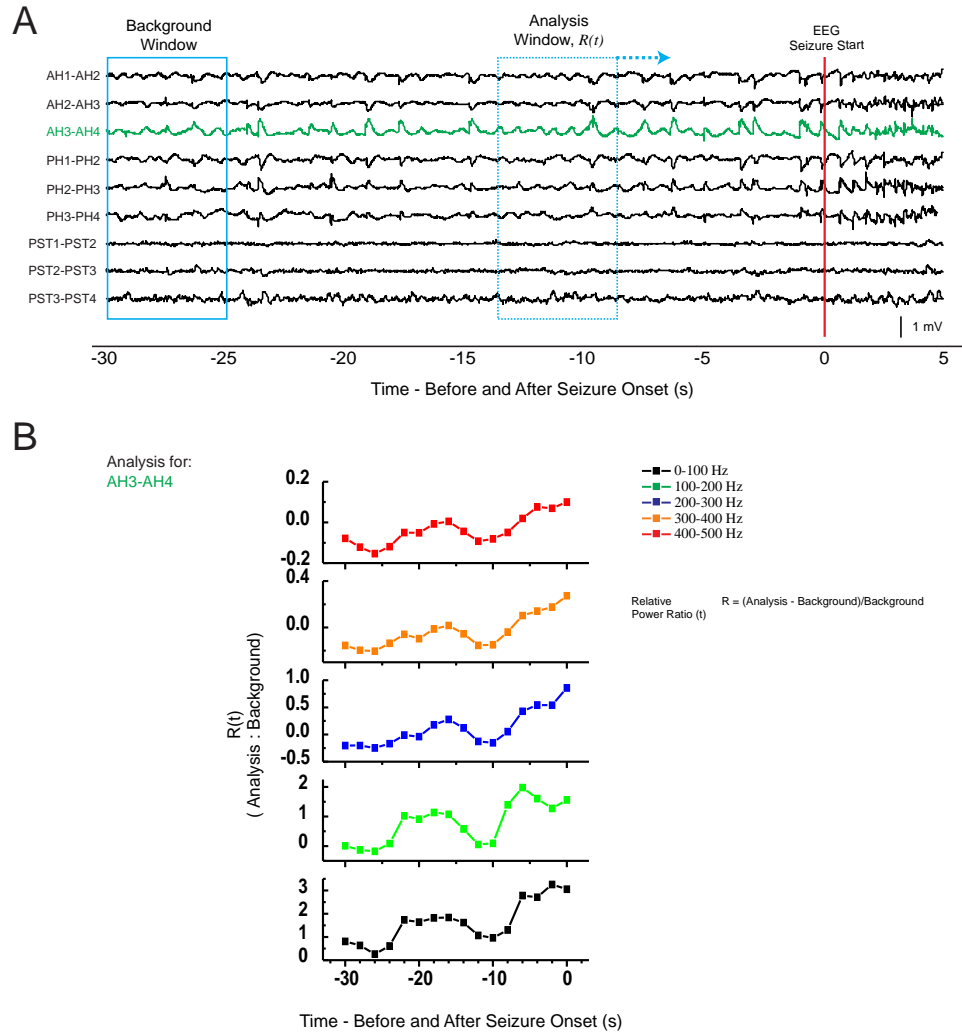 A
Background
Window
Analysis
Window, R(t)
EEG
Seizure Start
AH1-AH2
AH2-AH3
AH3-AH4
PH1-PH2
PH2-PH3
PH3-PH4
PST1-PST2
PST2-PST3
PST3-PST4
1 mV
-30 -25 -20 -15 -10 -5 0 5
Time - Before and After Seizure Onset (s)
B
Analysis for:
AH3-AH4
0-100 Hz
100-200 Hz
200-300 Hz
300-400 Hz
400-500 Hz
Relative
Power Ratio (t)
R = (Analysis - Background)/Background
R(t)
( Analysis : Background)
0.2
0.0
-0.2
0.4
0.0
1.0
0.5
0.0
-0.5
2
1
0
3
2
1
0
-30 -20 -10 0
Time - Before and After Seizure Onset (s)